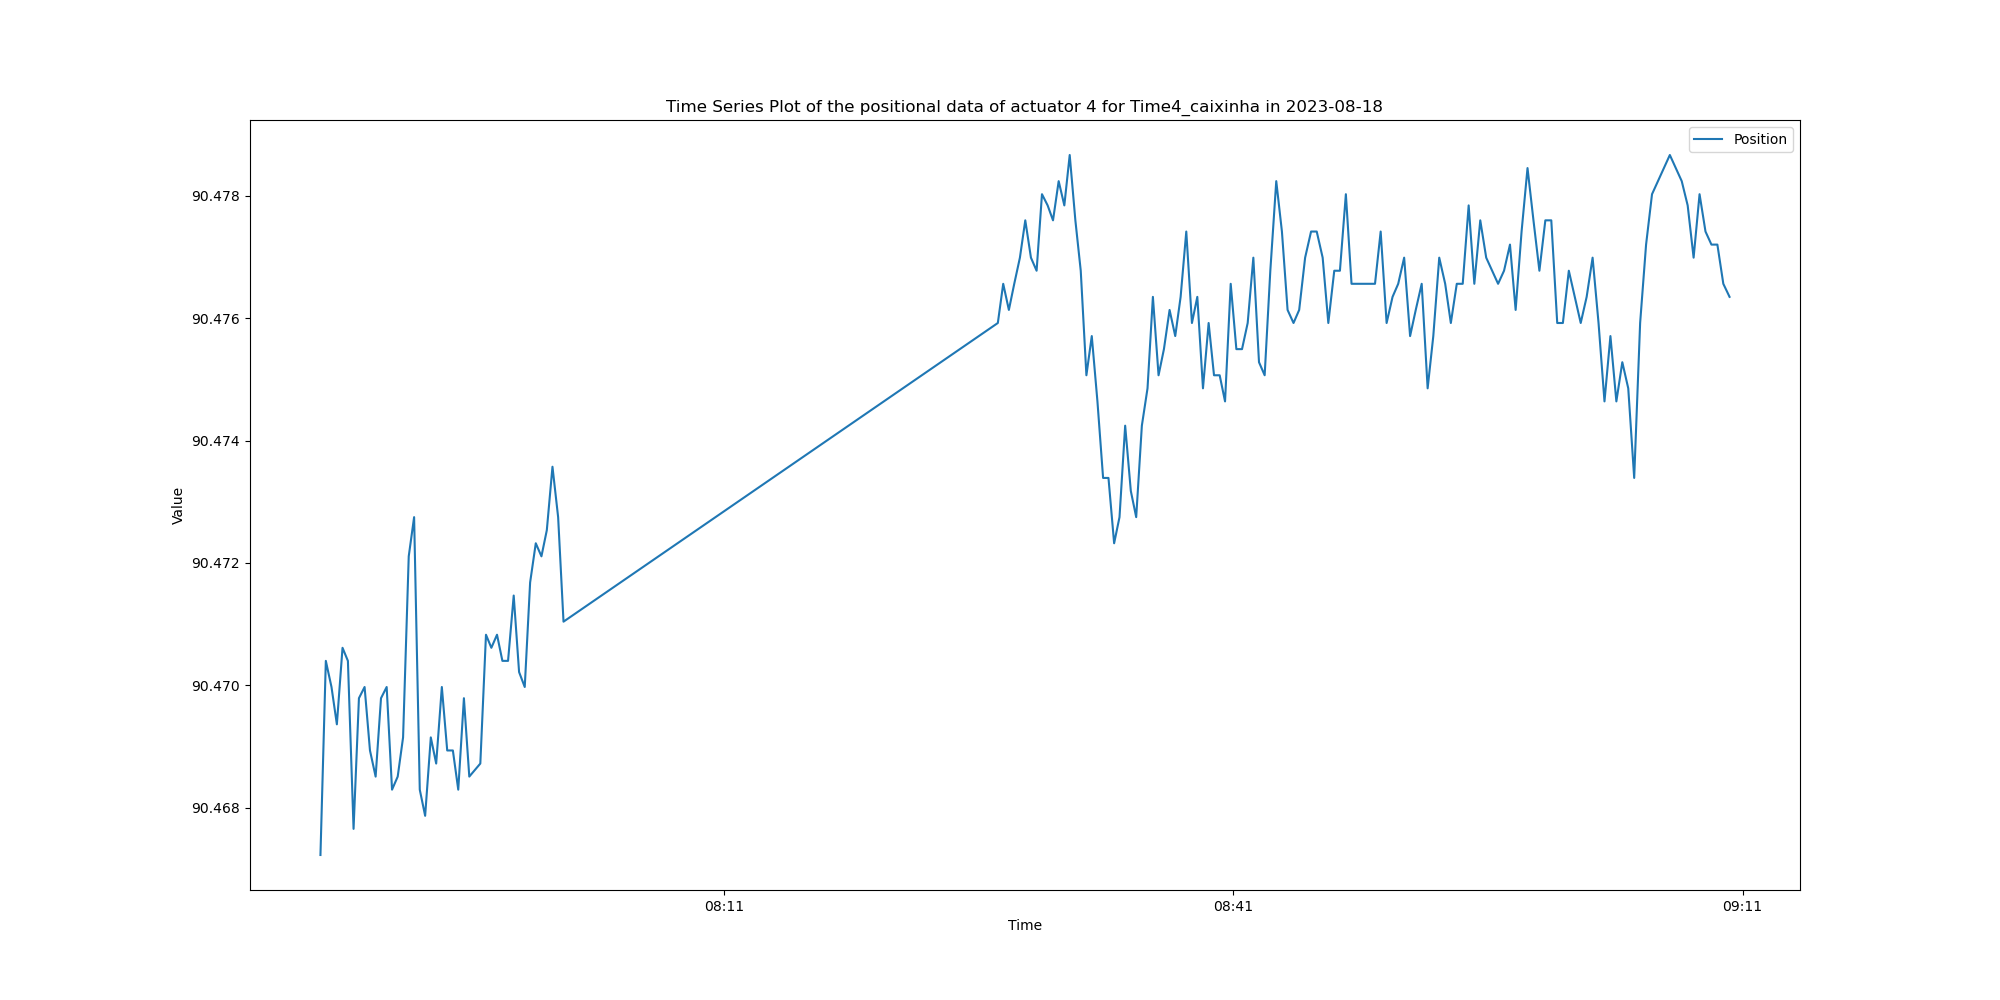 Time Series Plot of the positional data of actuator 4 for Time4_caixinha in 2023-08-18
Position
90.478
90.476
90.474
90.472
90.470
90.468
Value
08:11
08:41
09:11
Time